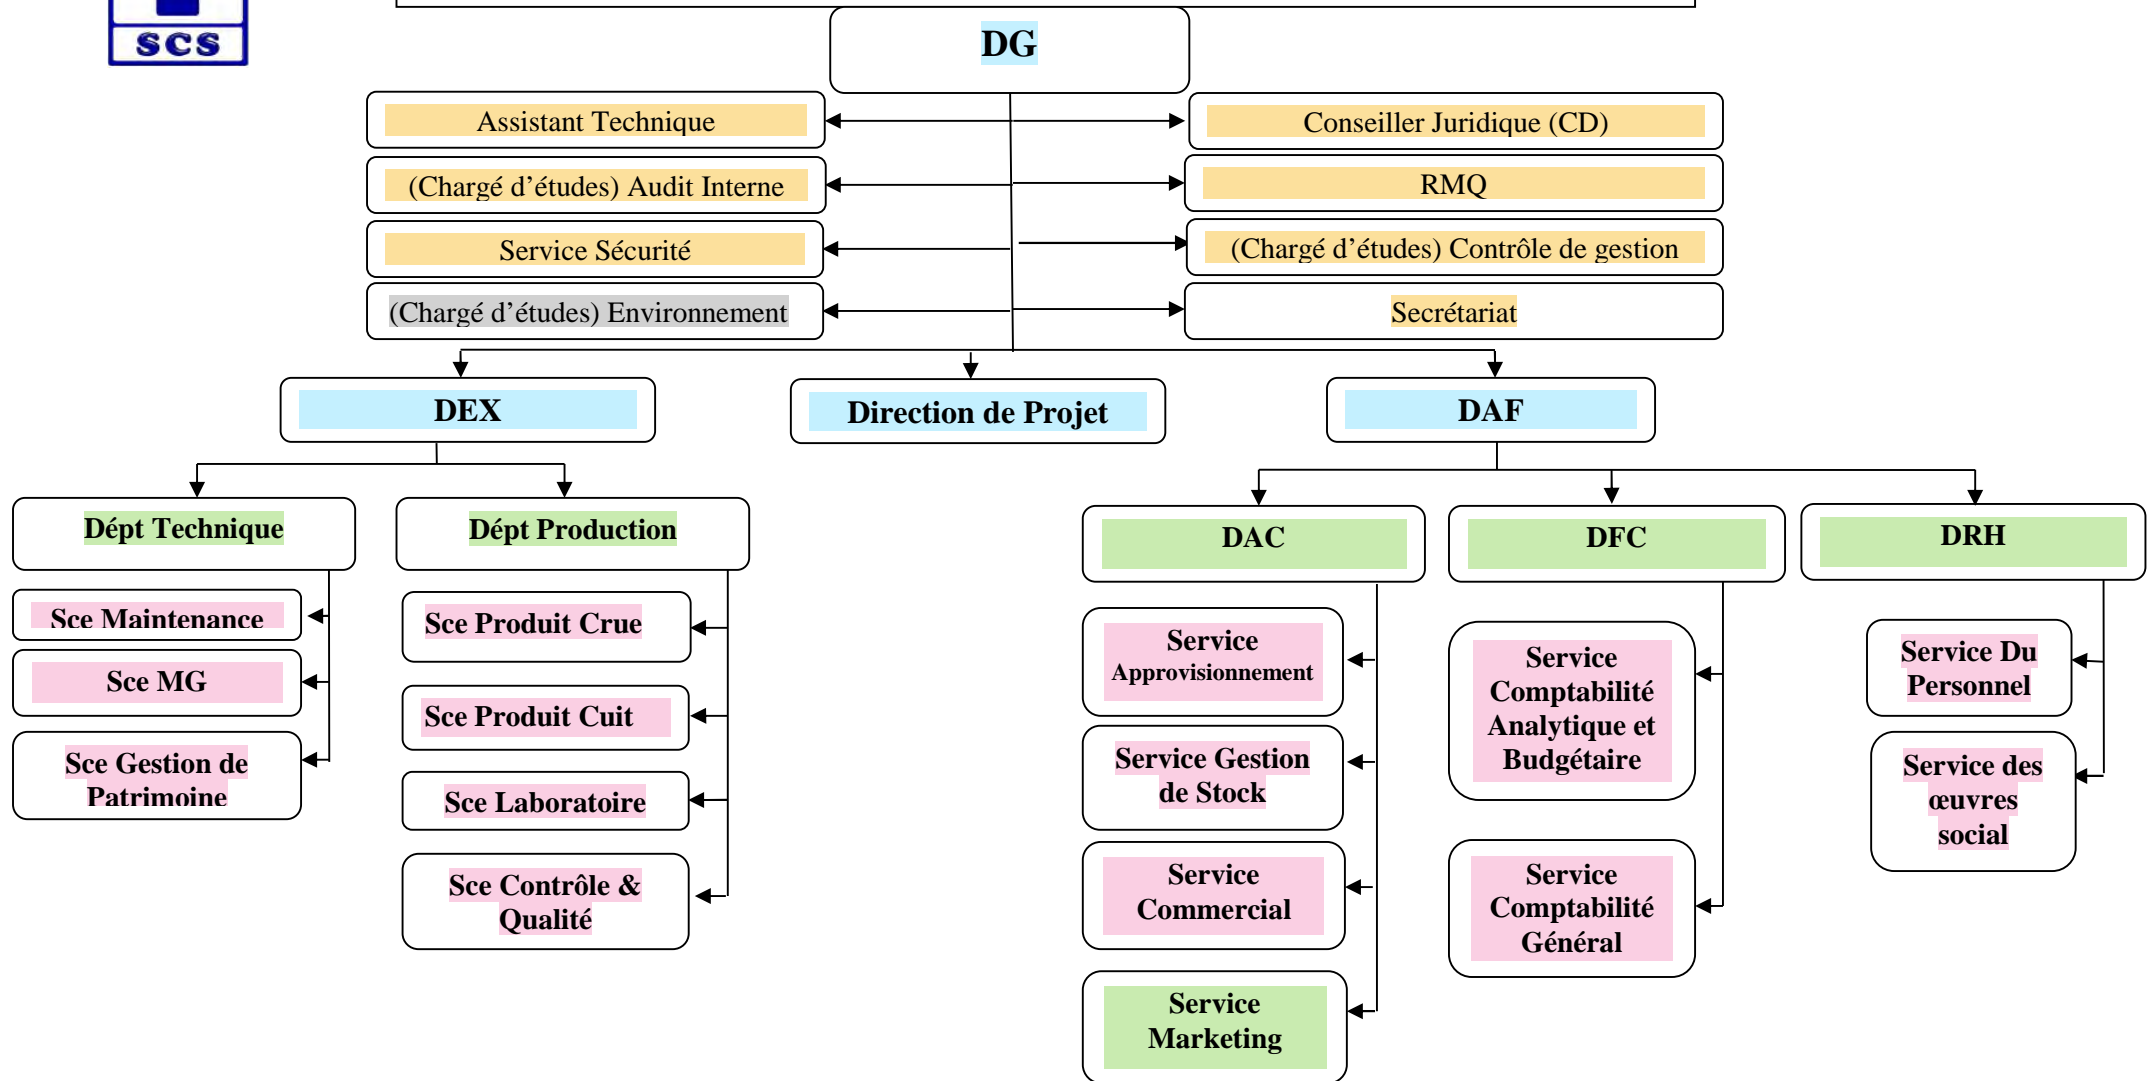 SCS
DG
Assistant Technique
Conseiller Juridique (CD)
(Chargé d’études) Audit Interne
RMQ
Service Sécurité
(Chargé d’études) Contrôle de gestion
(Chargé d’études) Environnement
Secrétariat
DEX
Direction de Projet
DAF
Dépt Technique
Dépt Production
DAC
DFC
DRH
Sce Maintenance
Sce MG
Sce Gestion de
Patrimoine
Sce Produit Crue
Sce Produit Cuit
Sce Laboratoire
Sce Contrôle &
Qualité
Service
Approvisionnement
Service Gestion
de Stock
Service
Commercial
Service
Marketing
Service
Comptabilité
Analytique et
Budgétaire
Service
Comptabilité
Général
Service Du
Personnel
Service des
œuvres
social